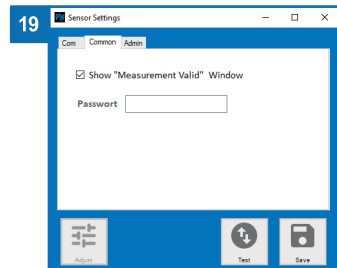 19
Sensor Settings
Com Common Admin
Show "Measurement Valid" Window
Passwort
Adjust Test Save